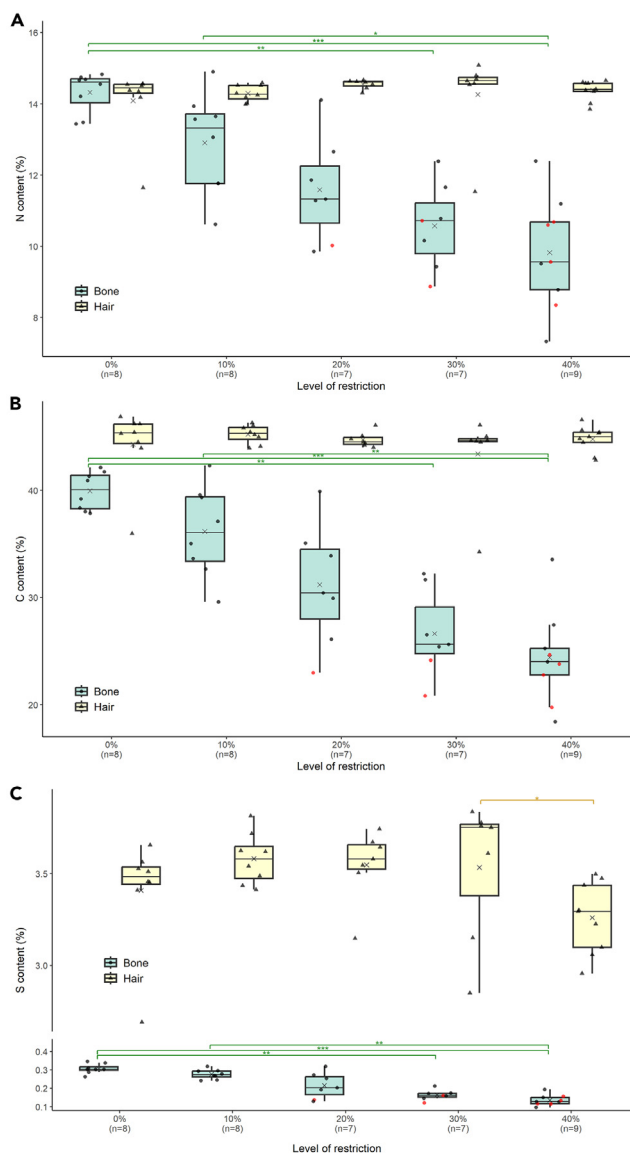 A
*
***
**
16
14
12
10
8
N content (%)
Bone
Hair
0% 10% 20% 30% 40%
(n=8) (n=8) (n=7) (n=7) (n=9)
Level of restriction
B
**
***
**
40
30
20
C content (%)
Bone
Hair
0% 10% 20% 30% 40%
(n=8) (n=8) (n=7) (n=7) (n=9)
Level of restriction
C
*
3.5
3.0
S content (%)
Bone
Hair
**
***
**
0.4
0.3
0.2
0.1
0% 10% 20% 30% 40%
(n=8) (n=8) (n=7) (n=7) (n=9)
Level of restriction